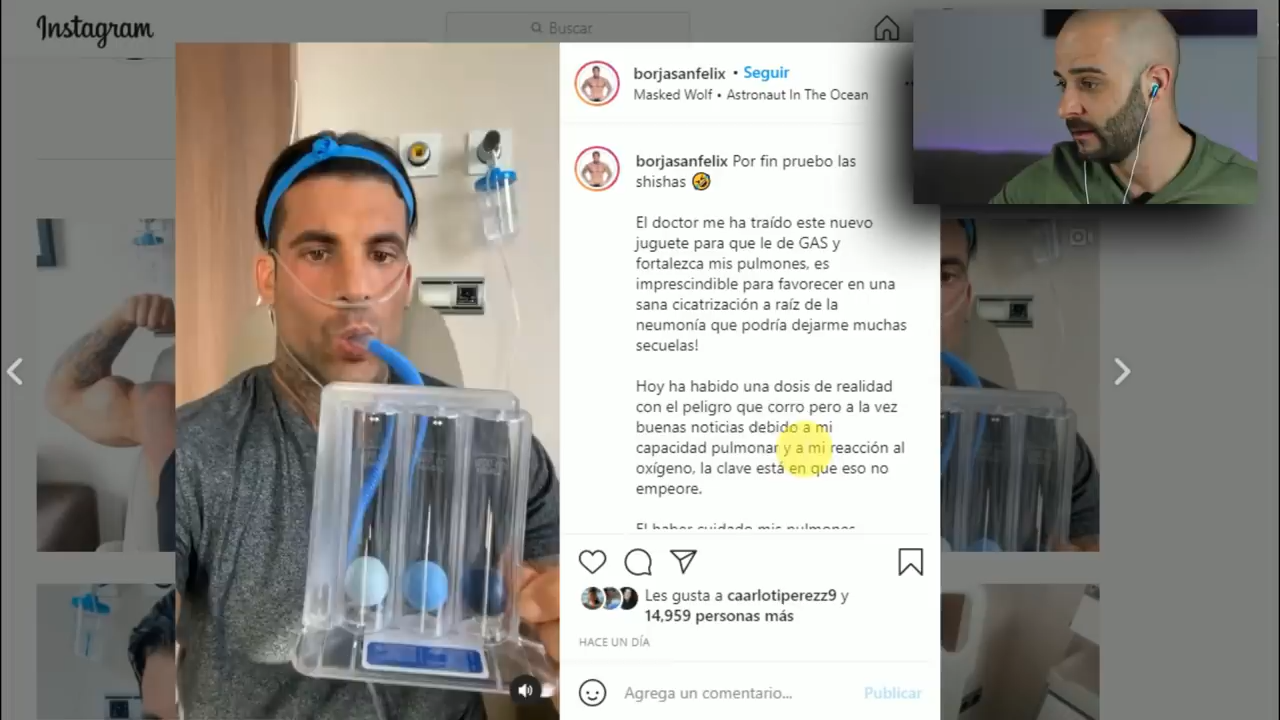 Instagram
Buscar
borjasanfelix • Seguir
Masked Wolf • Astronaut In The Ocean
borjasanfelix Por fin pruebo las
shishas 🤣
El doctor me ha traído este nuevo
juguete para que le de GAS y
fortalezca mis pulmones, es
imprescindible para favorecer en una
sana cicatrización a raíz de la
neumonía que podría dejarme muchas
secuelas!
Hoy ha habido una dosis de realidad
con el peligro que corro pero a la vez
buenas noticias debido a mi
capacidad pulmonar y a mi reacción al
oxígeno, la clave está en que eso no
empeore.
El haber cuidado mis pulmones
Les gusta a caarlotiperezz9 y
14,959 personas más
HACE UN DÍA
Agrega un comentario...
Publicar